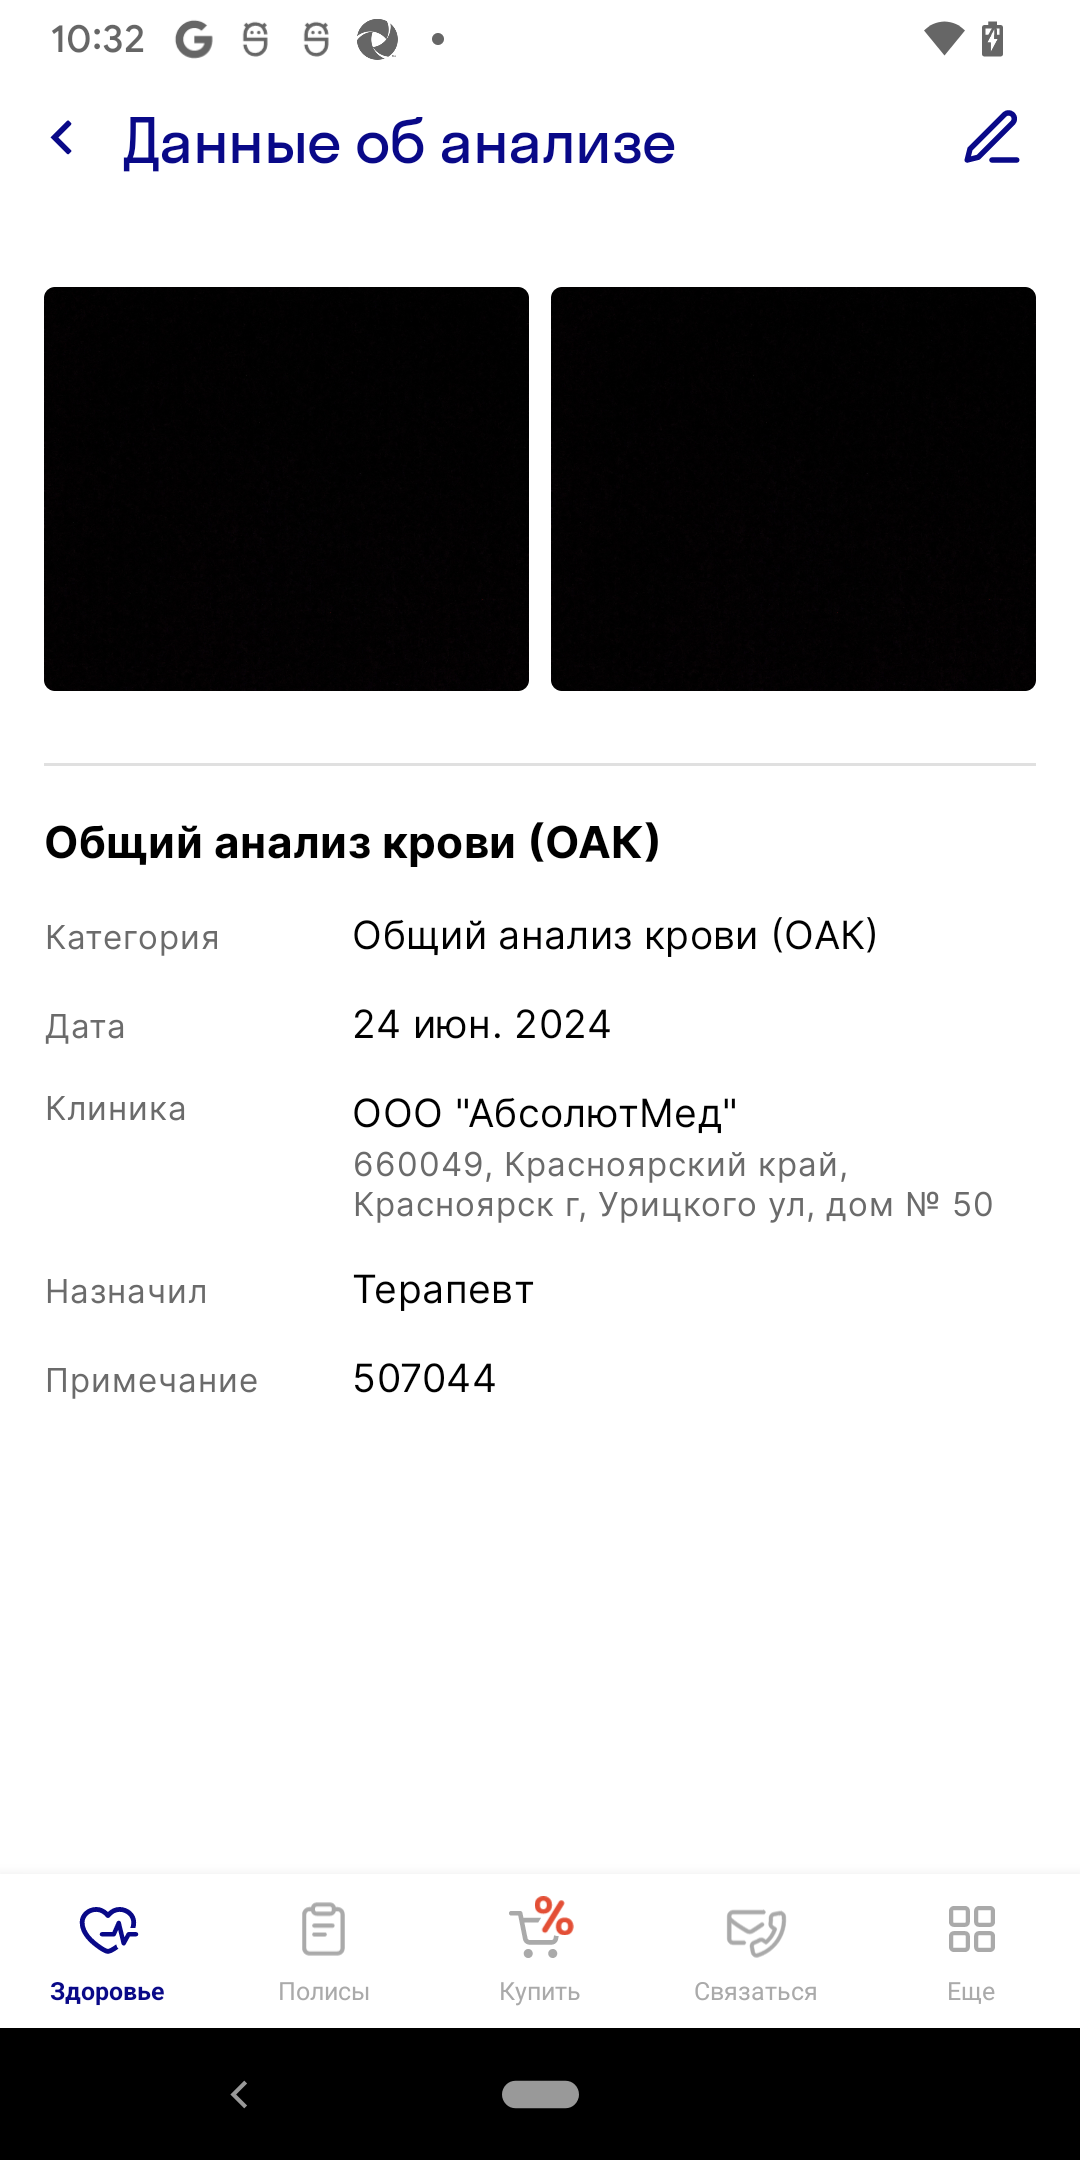 10:32
Данные об анализе
Общий анализ крови (ОАК)
Категория
Общий анализ крови (ОАК)
Дата
24 июн. 2024
Клиника
ООО "АбсолютМед"
660049, Красноярский край,
Красноярск г, Урицкого ул, дом № 50
Назначил
Терапевт
Примечание
507044
Здоровье
Полисы
%
Купить
Связаться
Еще